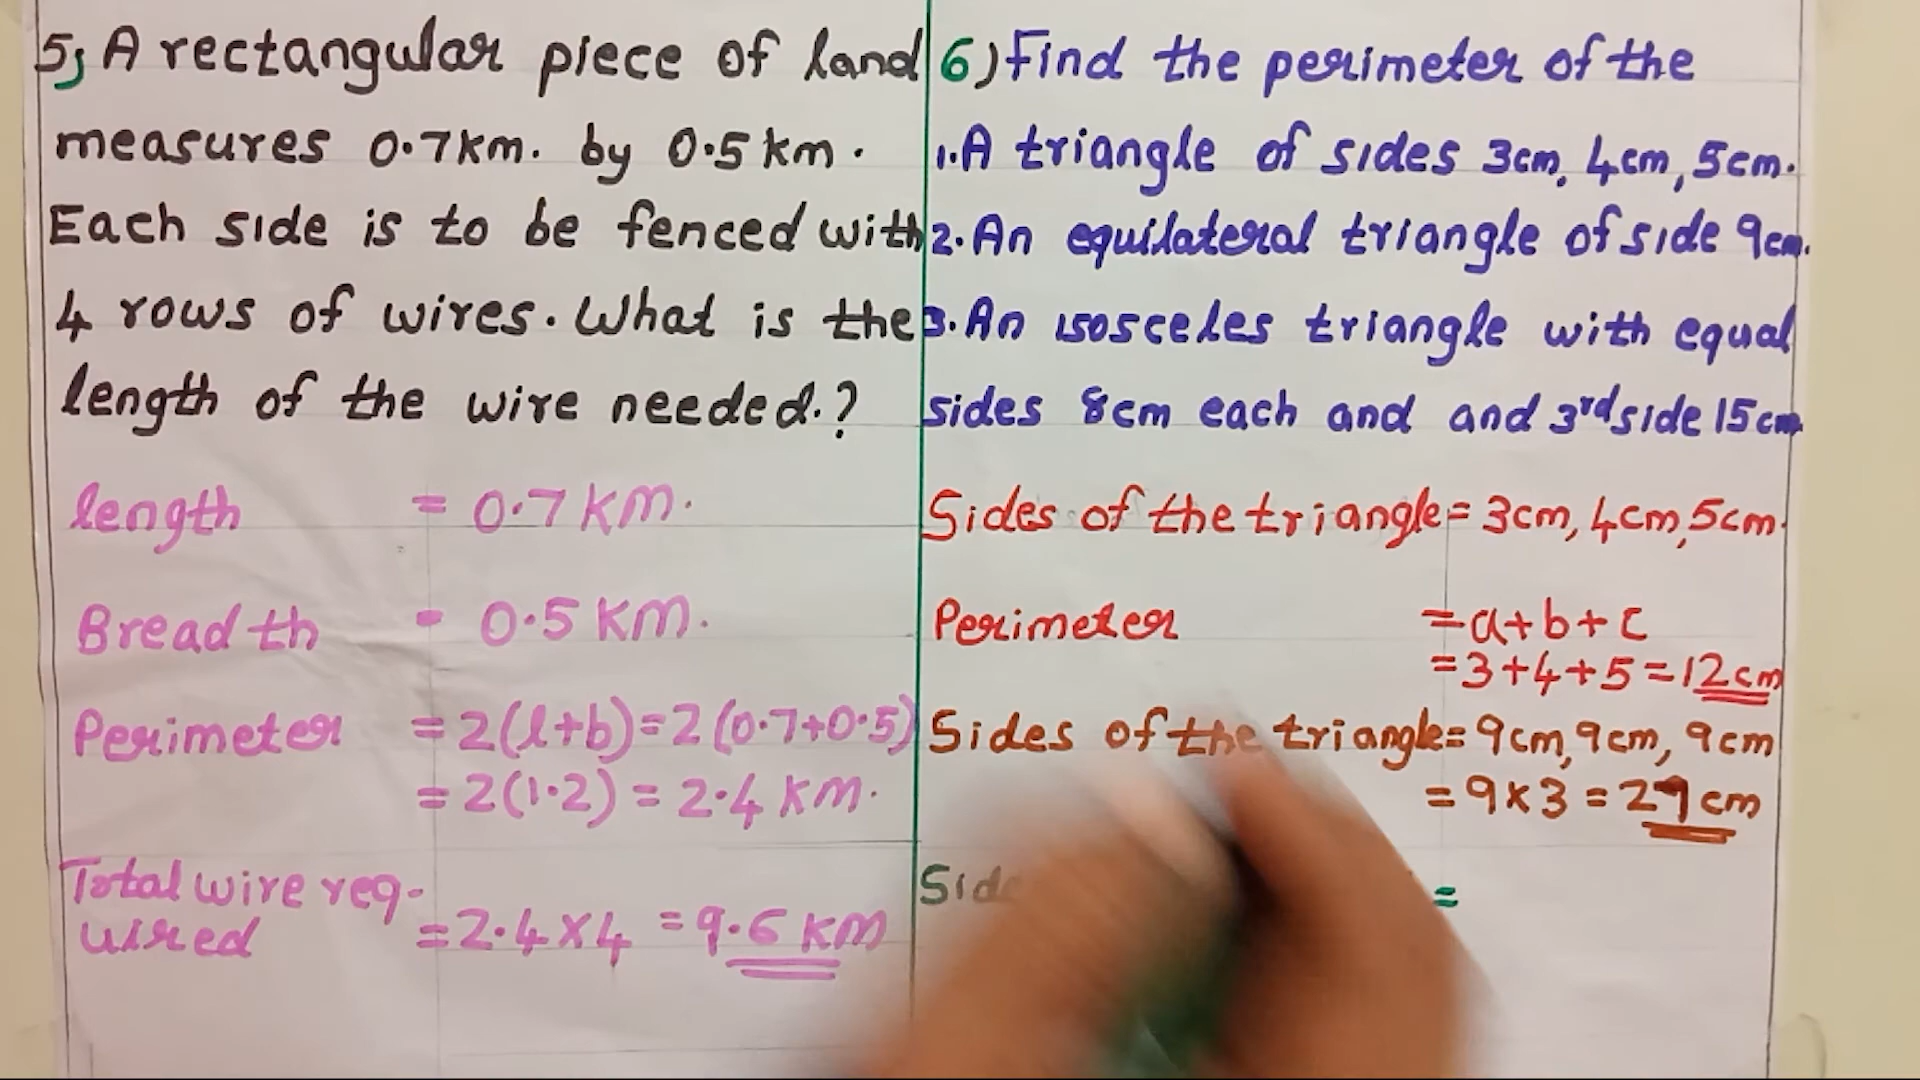 5, A rectangular piece of land
measures 0.7km. by 0.5km.
Each side is to be fenced with
4 rows of wires. What is the
length of the wire needed.?
length = 0.7 KM.
Breadth = 0.5 KM.
Perimeter = 2(l+b)=2(0.7+0.5)
= 2(1.2) = 2.4 KM.
Total wire req-
uired = 2.4 x 4 = 9.6 KM
6) Find the perimeter of the
1. A triangle of sides 3cm, 4cm, 5cm.
2. An equilateral triangle of side 9cm.
3. An isosceles triangle with equal
sides 8cm each and and 3rd side 15cm
Sides of the triangle = 3cm, 4cm, 5cm.
Perimeter = a+b+c
= 3+4+5 = 12cm
Sides of the triangle = 9cm, 9cm, 9cm
= 9x3 = cm
=